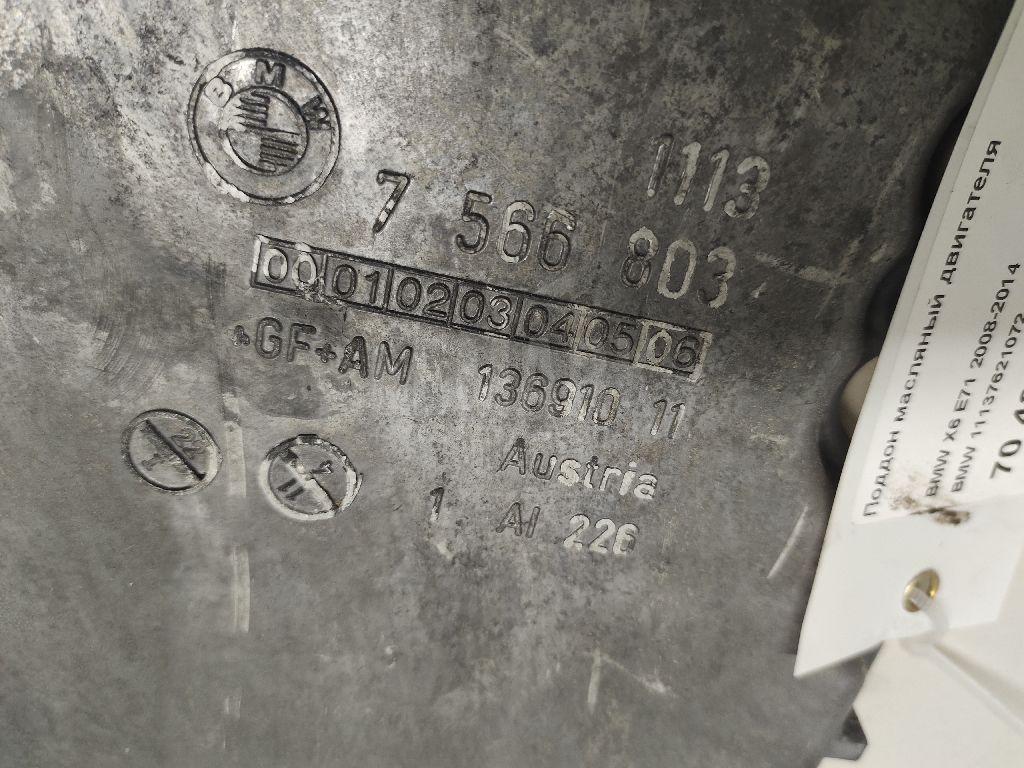 BMW
1113
7 566 803
00 01 02 03 04 05 06
+GF+AM 136910 11
Austria
1 Al 226
Поддон масляный двигателя
BMW X6 E71 2008-2014
BMW 11137621072
70